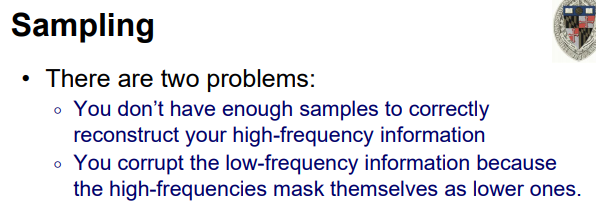 Sampling
• There are two problems:
◦ You don't have enough samples to correctly
reconstruct your high-frequency information
◦ You corrupt the low-frequency information because
the high-frequencies mask themselves as lower ones.